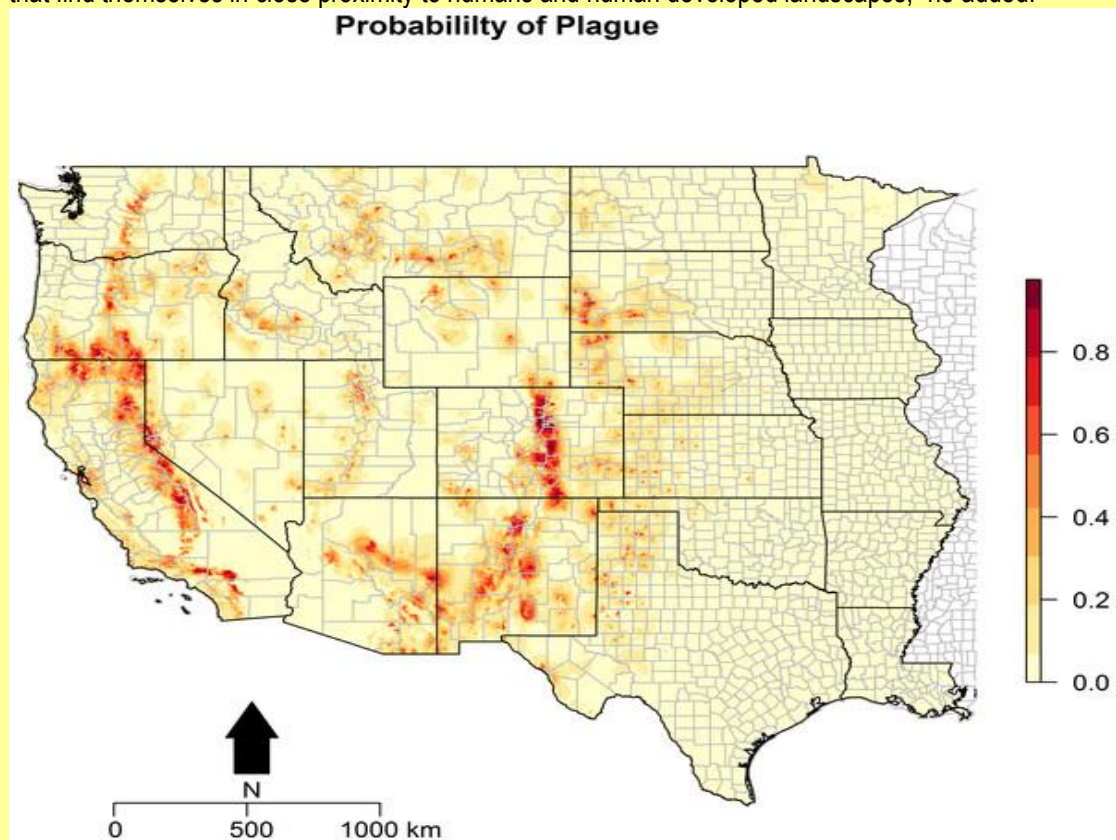 that find themselves in close proximity to humans and human developed landscapes," he added.
Probabililty of Plague
0.8
0.6
0.4
0.2
0.0
N
0 500 1000 km